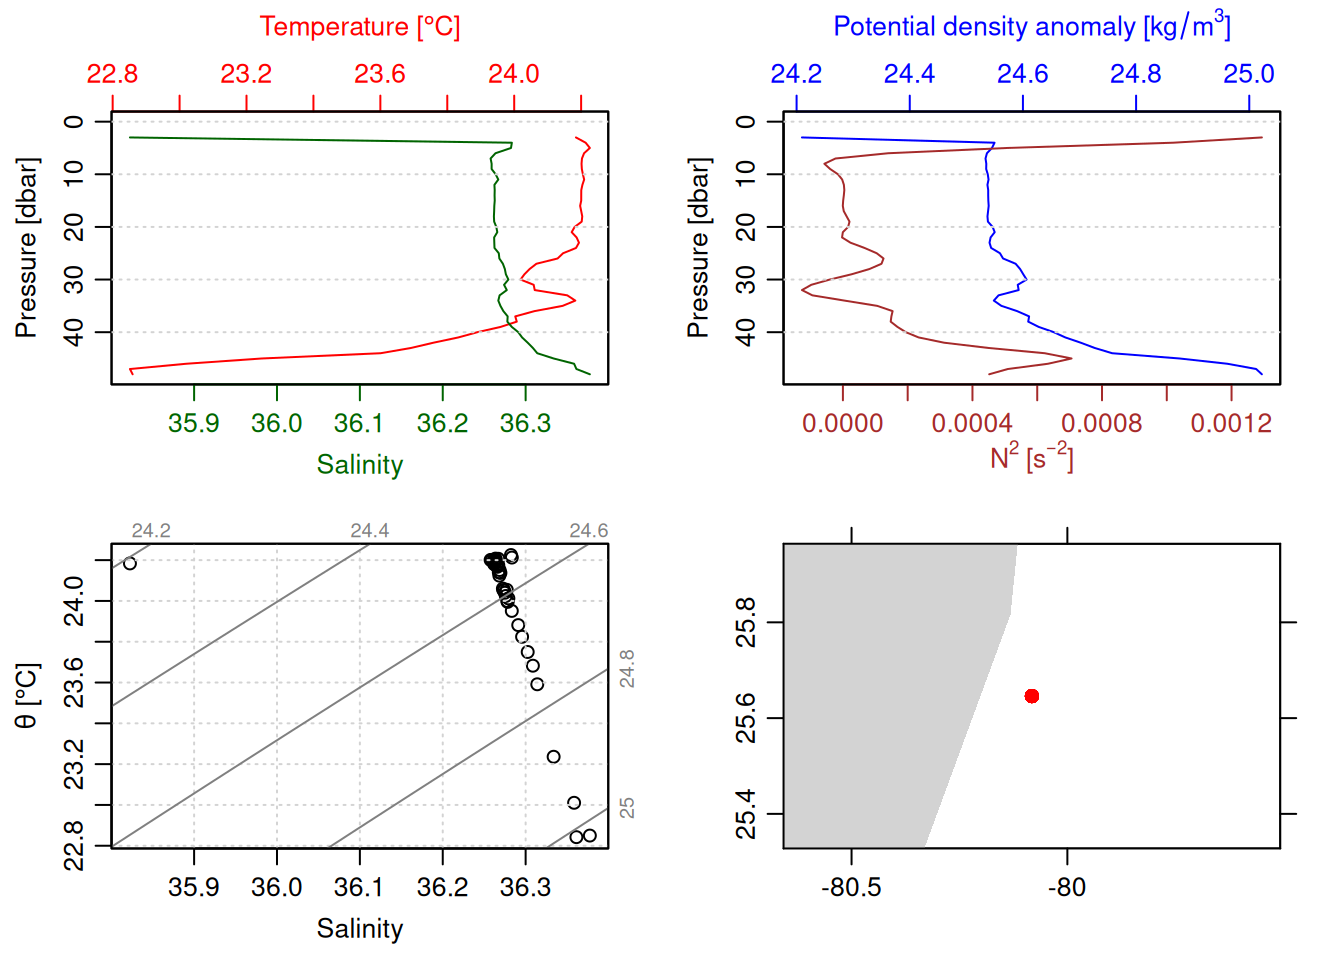 Temperature [°C]
22.8 23.2 23.6 24.0
Pressure [dbar]
0
10
20
30
40
35.9 36.0 36.1 36.2 36.3
Salinity
Potential density anomaly [kg/m³]
24.2 24.4 24.6 24.8 25.0
Pressure [dbar]
0
10
20
30
40
0.0000 0.0004 0.0008 0.0012
N² [s⁻²]
24.2 24.4 24.6
24.8
25
θ [°C]
24.0
23.6
23.2
22.8
35.9 36.0 36.1 36.2 36.3
Salinity
25.8
25.6
25.4
-80.5 -80